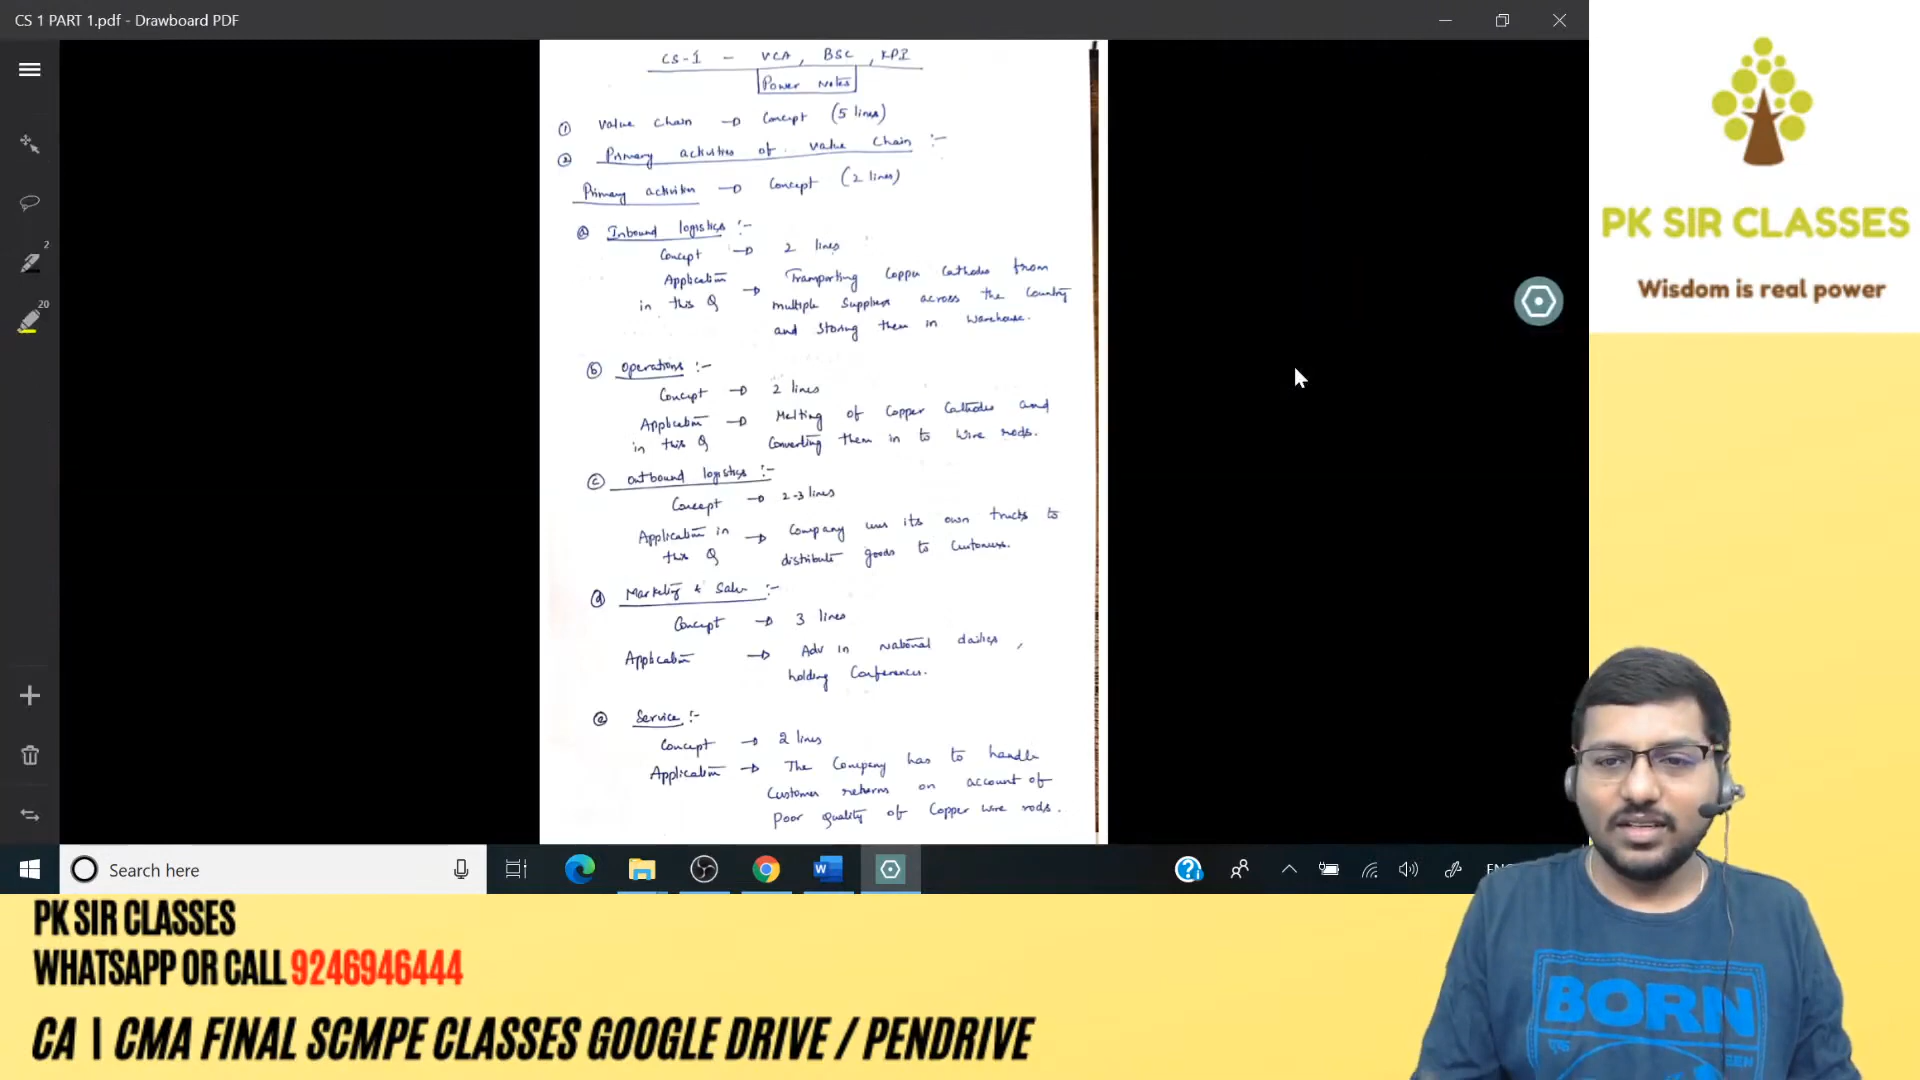 CS 1 PART 1.pdf - Drawboard PDF
CS-1 - VCA, BSC, KPI
Power Notes
① Value chain → Concept (5 lines)
② Primary activities of value chain :-
Primary activities → Concept (2 lines)
ⓐ Inbound logistics :-
Concept → 2 lines
Application in this Q → Transporting Copper Cathodes from
multiple Suppliers across the Country
and Storing them in Warehouse.
ⓑ Operations :-
Concept → 2 lines
Application in this Q → Melting of Copper Cathodes and
Converting them in to Wire rods.
ⓒ Outbound logistics :-
Concept → 2-3 lines
Application in this Q → Company uses its own trucks to
distribute goods to Customers.
ⓓ Marketing & Sales :-
Concept → 3 lines
Application → Adv in national dailies,
holding Conferences.
ⓔ Service :-
Concept → 2 lines
Application → The Company has to handle
Customer returns on account of
Poor quality of Copper wire rods.
2
20
Search here
PK SIR CLASSES
Wisdom is real power
PK SIR CLASSES
WHATSAPP OR CALL 9246946444
CA \ CMA FINAL SCMPE CLASSES GOOGLE DRIVE / PENDRIVE
BORN